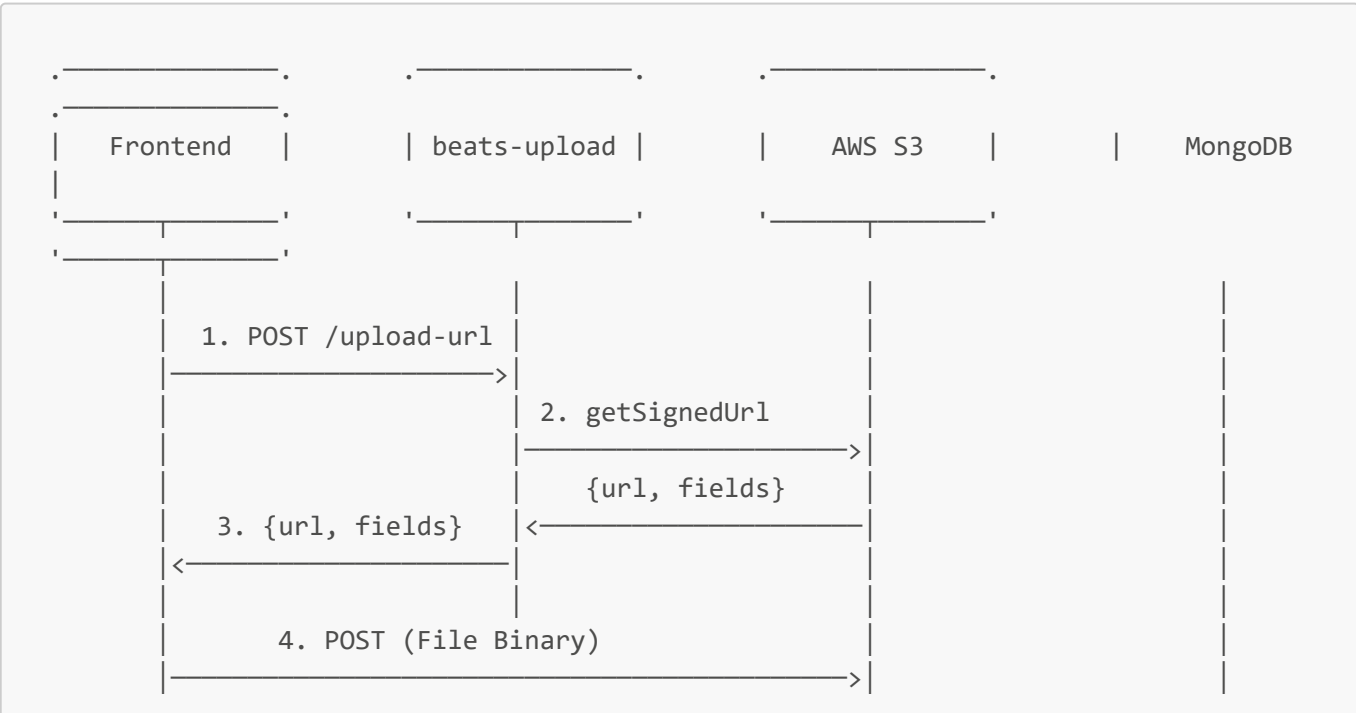 Frontend beats-upload AWS S3 MongoDB
1. POST /upload-url
2. getSignedUrl
{url, fields}
3. {url, fields}
4. POST (File Binary)